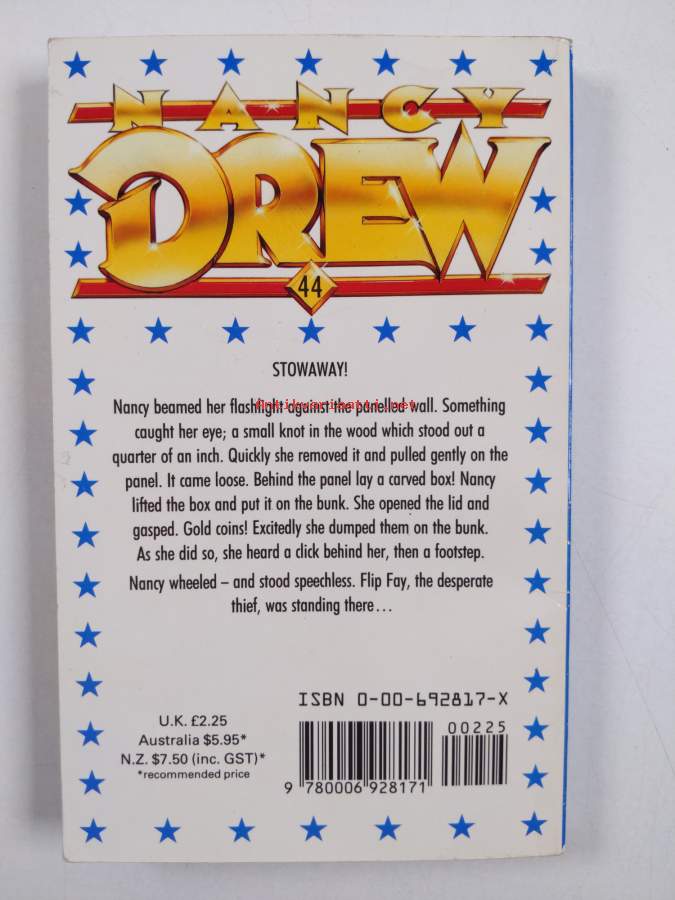 NANCY
DREW
44
STOWAWAY!
Nancy beamed her flashlight against the panelled wall. Something
caught her eye; a small knot in the wood which stood out a
quarter of an inch. Quickly she removed it and pulled gently on the
panel. It came loose. Behind the panel lay a carved box! Nancy
lifted the box and put it on the bunk. She opened the lid and
gasped. Gold coins! Excitedly she dumped them on the bunk.
As she did so, she heard a click behind her, then a footstep.
Nancy wheeled – and stood speechless. Flip Fay, the desperate
thief, was standing there...
Antikvariaatti.net
U.K. £2.25
Australia $5.95*
N.Z. $7.50 (inc. GST)*
*recommended price
ISBN 0-00-692817-X
00225
9 780006 928171